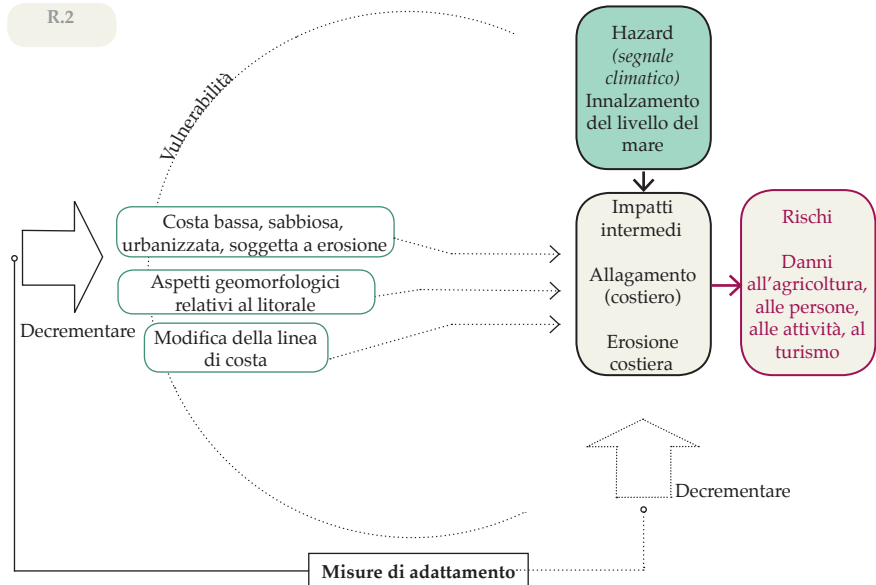 R.2
Hazard
(segnale
climatico)
Innalzamento
del livello del
mare
Vulnerabilità
Costa bassa, sabbiosa,
urbanizzata, soggetta a erosione
Aspetti geomorfologici
relativi al litorale
Modifica della linea
di costa
Decrementare
Impatti
intermedi
Allagamento
(costiero)
Erosione
costiera
Rischi
Danni
all'agricoltura,
alle persone,
alle attività, al
turismo
Decrementare
Misure di adattamento